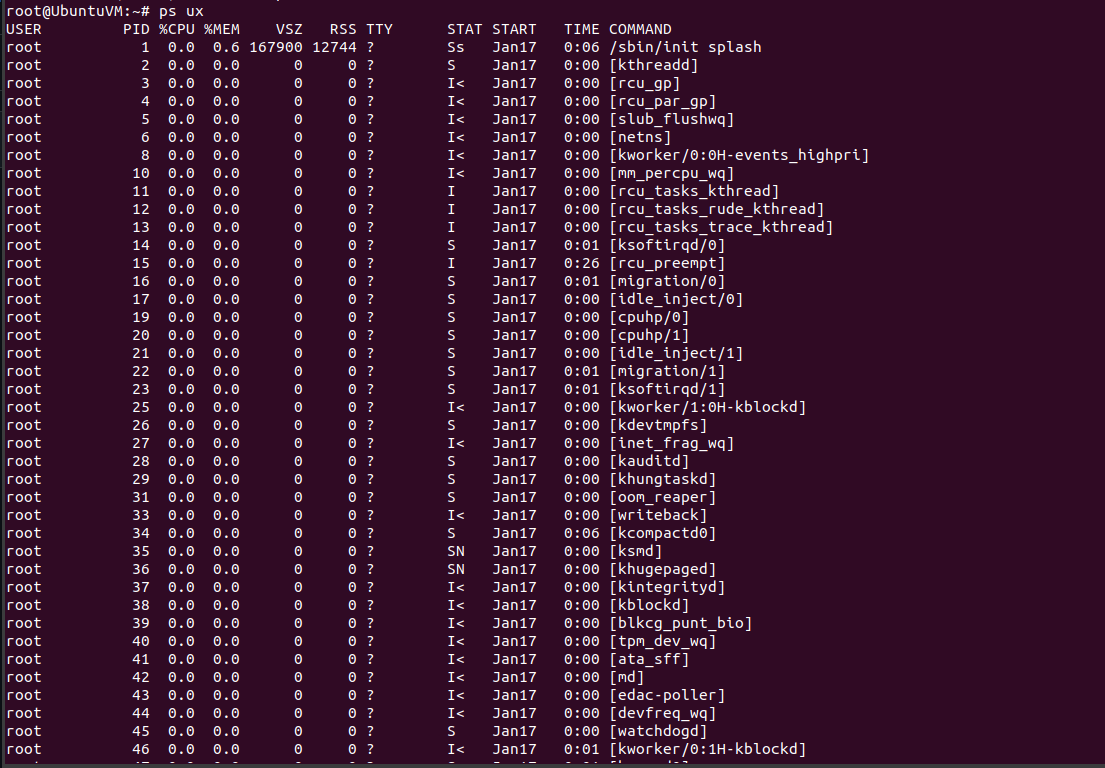 root@UbuntuVM:~# ps ux
USER         PID %CPU %MEM    VSZ   RSS TTY      STAT START   TIME COMMAND
root           1  0.0  0.6 167900 12744 ?        Ss   Jan17   0:06 /sbin/init splash
root           2  0.0  0.0      0     0 ?        S    Jan17   0:00 [kthreadd]
root           3  0.0  0.0      0     0 ?        I<   Jan17   0:00 [rcu_gp]
root           4  0.0  0.0      0     0 ?        I<   Jan17   0:00 [rcu_par_gp]
root           5  0.0  0.0      0     0 ?        I<   Jan17   0:00 [slub_flushwq]
root           6  0.0  0.0      0     0 ?        I<   Jan17   0:00 [netns]
root           8  0.0  0.0      0     0 ?        I<   Jan17   0:00 [kworker/0:0H-events_highpri]
root          10  0.0  0.0      0     0 ?        I<   Jan17   0:00 [mm_percpu_wq]
root          11  0.0  0.0      0     0 ?        I    Jan17   0:00 [rcu_tasks_kthread]
root          12  0.0  0.0      0     0 ?        I    Jan17   0:00 [rcu_tasks_rude_kthread]
root          13  0.0  0.0      0     0 ?        I    Jan17   0:00 [rcu_tasks_trace_kthread]
root          14  0.0  0.0      0     0 ?        S    Jan17   0:01 [ksoftirqd/0]
root          15  0.0  0.0      0     0 ?        I    Jan17   0:26 [rcu_preempt]
root          16  0.0  0.0      0     0 ?        S    Jan17   0:01 [migration/0]
root          17  0.0  0.0      0     0 ?        S    Jan17   0:00 [idle_inject/0]
root          19  0.0  0.0      0     0 ?        S    Jan17   0:00 [cpuhp/0]
root          20  0.0  0.0      0     0 ?        S    Jan17   0:00 [cpuhp/1]
root          21  0.0  0.0      0     0 ?        S    Jan17   0:00 [idle_inject/1]
root          22  0.0  0.0      0     0 ?        S    Jan17   0:01 [migration/1]
root          23  0.0  0.0      0     0 ?        S    Jan17   0:01 [ksoftirqd/1]
root          25  0.0  0.0      0     0 ?        I<   Jan17   0:00 [kworker/1:0H-kblockd]
root          26  0.0  0.0      0     0 ?        S    Jan17   0:00 [kdevtmpfs]
root          27  0.0  0.0      0     0 ?        I<   Jan17   0:00 [inet_frag_wq]
root          28  0.0  0.0      0     0 ?        S    Jan17   0:00 [kauditd]
root          29  0.0  0.0      0     0 ?        S    Jan17   0:00 [khungtaskd]
root          31  0.0  0.0      0     0 ?        S    Jan17   0:00 [oom_reaper]
root          33  0.0  0.0      0     0 ?        I<   Jan17   0:00 [writeback]
root          34  0.0  0.0      0     0 ?        S    Jan17   0:06 [kcompactd0]
root          35  0.0  0.0      0     0 ?        SN   Jan17   0:00 [ksmd]
root          36  0.0  0.0      0     0 ?        SN   Jan17   0:00 [khugepaged]
root          37  0.0  0.0      0     0 ?        I<   Jan17   0:00 [kintegrityd]
root          38  0.0  0.0      0     0 ?        I<   Jan17   0:00 [kblockd]
root          39  0.0  0.0      0     0 ?        I<   Jan17   0:00 [blkcg_punt_bio]
root          40  0.0  0.0      0     0 ?        I<   Jan17   0:00 [tpm_dev_wq]
root          41  0.0  0.0      0     0 ?        I<   Jan17   0:00 [ata_sff]
root          42  0.0  0.0      0     0 ?        I<   Jan17   0:00 [md]
root          43  0.0  0.0      0     0 ?        I<   Jan17   0:00 [edac-poller]
root          44  0.0  0.0      0     0 ?        I<   Jan17   0:00 [devfreq_wq]
root          45  0.0  0.0      0     0 ?        S    Jan17   0:00 [watchdogd]
root          46  0.0  0.0      0     0 ?        I<   Jan17   0:01 [kworker/0:1H-kblockd]